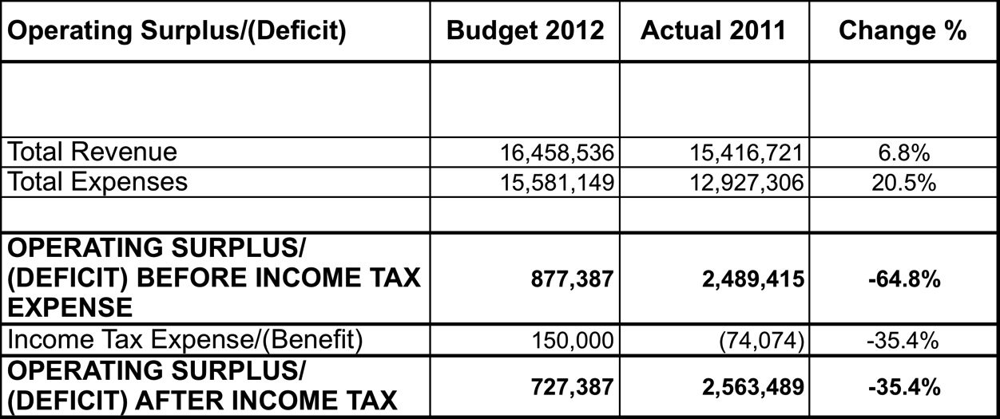 Operating Surplus/(Deficit) Budget 2012 Actual 2011 Change %
Total Revenue 16,458,536 15,416,721 6.8%
Total Expenses 15,581,149 12,927,306 20.5%
OPERATING SURPLUS/
(DEFICIT) BEFORE INCOME TAX 877,387 2,489,415 -64.8%
EXPENSE
Income Tax Expense/(Benefit) 150,000 (74,074) -35.4%
OPERATING SURPLUS/
(DEFICIT) AFTER INCOME TAX 727,387 2,563,489 -35.4%